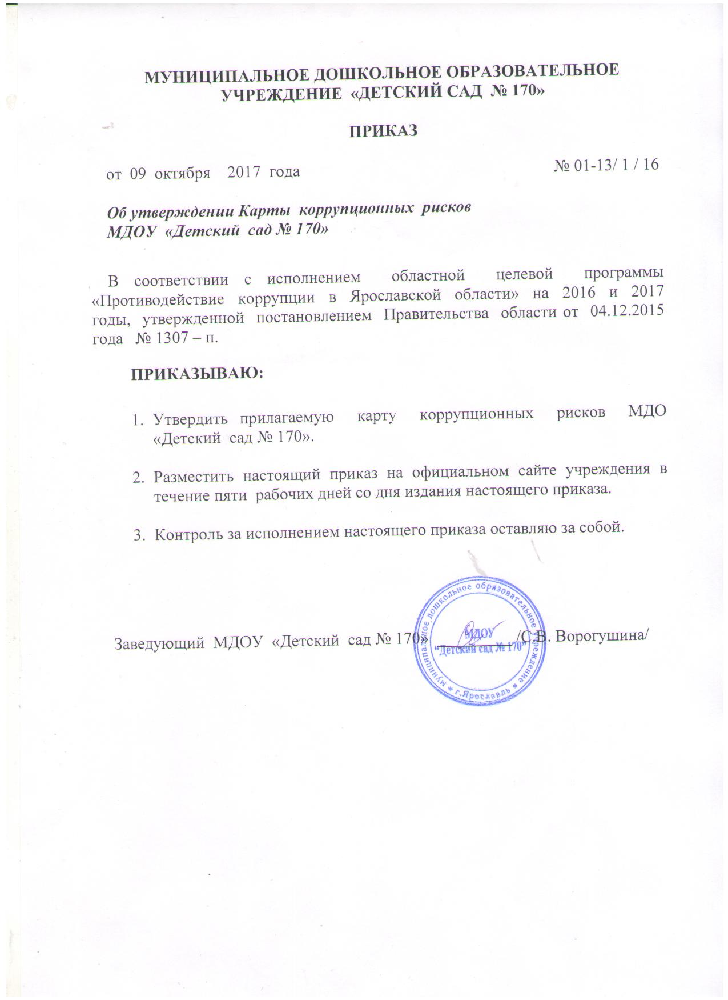 МУНИЦИПАЛЬНОЕ ДОШКОЛЬНОЕ ОБРАЗОВАТЕЛЬНОЕ
УЧРЕЖДЕНИЕ «ДЕТСКИЙ САД № 170»
ПРИКАЗ
от 09 октября 2017 года № 01-13/ 1 / 16
Об утверждении Карты коррупционных рисков
МДОУ «Детский сад № 170»
В соответствии с исполнением областной целевой программы
«Противодействие коррупции в Ярославской области» на 2016 и 2017
годы, утвержденной постановлением Правительства области от 04.12.2015
года № 1307 – п.
ПРИКАЗЫВАЮ:
1. Утвердить прилагаемую карту коррупционных рисков МДО
«Детский сад № 170».
2. Разместить настоящий приказ на официальном сайте учреждения в
течение пяти рабочих дней со дня издания настоящего приказа.
3. Контроль за исполнением настоящего приказа оставляю за собой.
Заведующий МДОУ «Детский сад № 170» __________/С.В. Ворогушина/
муниципальное дошкольное образовательное учреждение * г.Ярославль *
МДОУ
“Детский сад № 170”